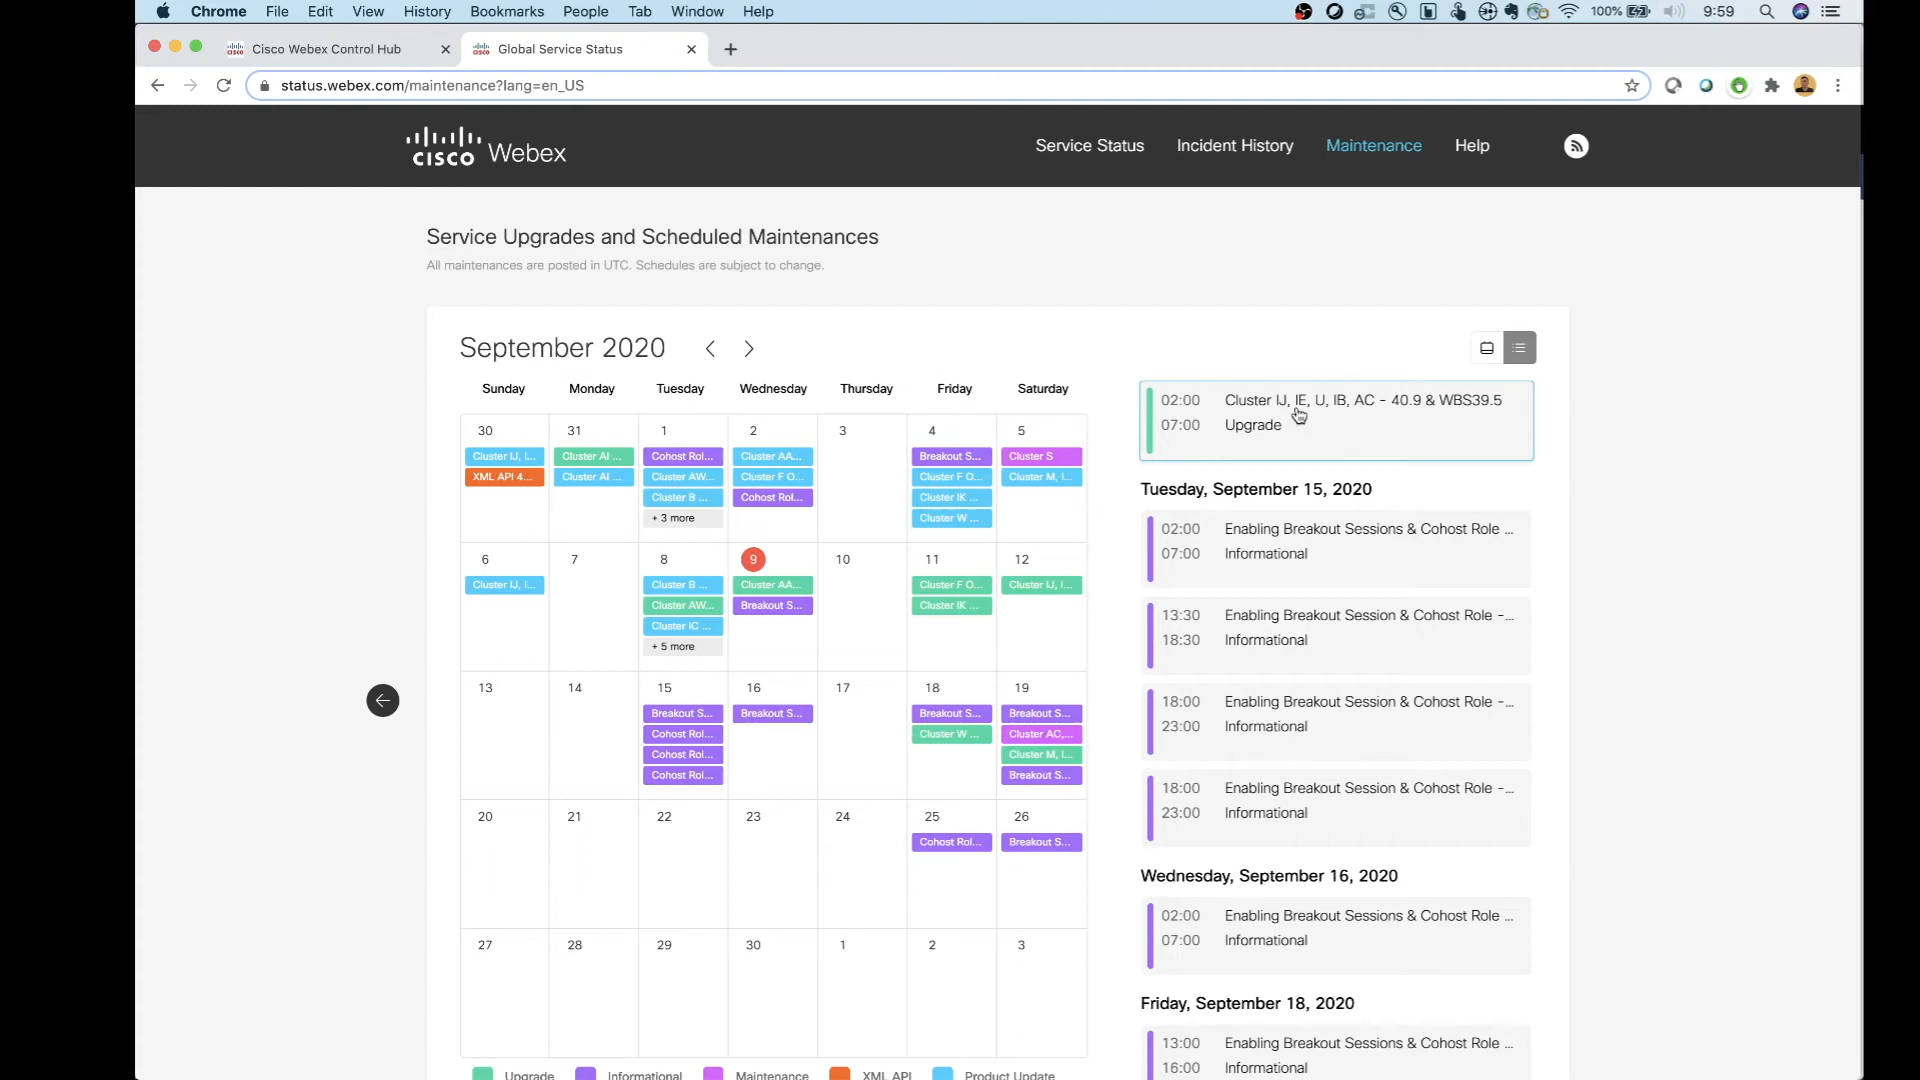 Chrome File Edit View History Bookmarks People Tab Window Help 100% 9:59
Cisco Webex Control Hub
Global Service Status
status.webex.com/maintenance?lang=en_US
cisco Webex
Service Status Incident History Maintenance Help
Service Upgrades and Scheduled Maintenances
All maintenances are posted in UTC. Schedules are subject to change.
September 2020
Sunday Monday Tuesday Wednesday Thursday Friday Saturday
30 31 1 2 3 4 5
Cluster IJ, I... Cluster AI ... Cohost Rol... Cluster AA... Breakout S... Cluster S
XML API 4... Cluster AI ... Cluster AW... Cluster F O... Cluster F O... Cluster M, I...
Cluster B ... Cohost Rol... Cluster IK ...
+ 3 more Cluster W ...
6 7 8 9 10 11 12
Cluster IJ, I... Cluster B ... Cluster AA... Cluster F O... Cluster IJ, I...
Cluster AW... Breakout S... Cluster IK ...
Cluster IC ...
+ 5 more
13 14 15 16 17 18 19
Breakout S... Breakout S... Breakout S... Breakout S...
Cohost Rol... Cluster W ... Cluster AC,...
Cohost Rol... Cluster M, I...
Cohost Rol... Breakout S...
20 21 22 23 24 25 26
Cohost Rol... Breakout S...
27 28 29 30 1 2 3
Upgrade Informational Maintenance XML API Product Update
02:00 Cluster IJ, IE, U, IB, AC - 40.9 & WBS39.5
07:00 Upgrade
Tuesday, September 15, 2020
02:00 Enabling Breakout Sessions & Cohost Role ...
07:00 Informational
13:30 Enabling Breakout Session & Cohost Role -...
18:30 Informational
18:00 Enabling Breakout Session & Cohost Role -...
23:00 Informational
18:00 Enabling Breakout Session & Cohost Role -...
23:00 Informational
Wednesday, September 16, 2020
02:00 Enabling Breakout Sessions & Cohost Role ...
07:00 Informational
Friday, September 18, 2020
13:00 Enabling Breakout Sessions & Cohost Role ...
16:00 Informational